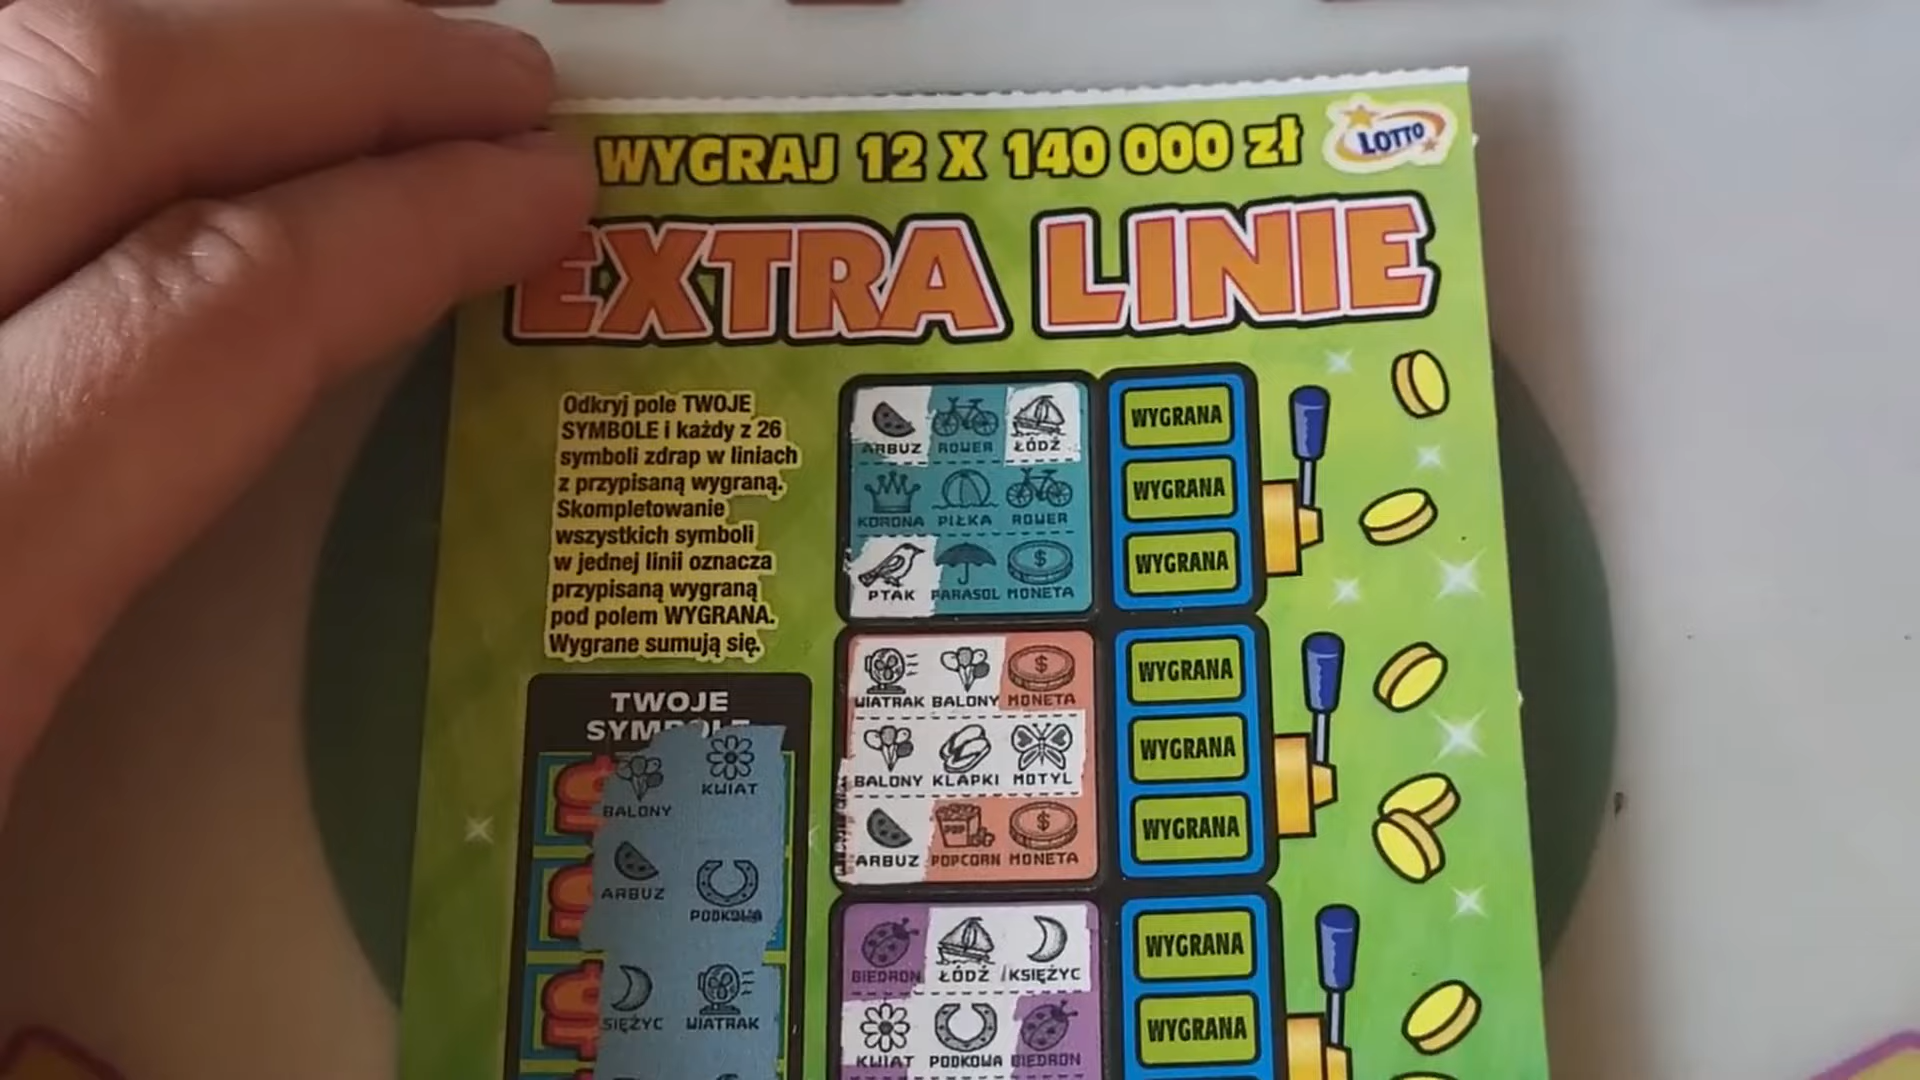 WYGRAJ 12 X 140 000 zł
LOTTO
EXTRA LINIE
Odkryj pole TWOJE
SYMBOLE i każdy z 26
symboli zdrap w liniach
z przypisaną wygraną.
Skompletowanie
wszystkich symboli
w jednej linii oznacza
przypisaną wygraną
pod polem WYGRANA.
Wygrane sumują się.
TWOJE
SYMBOLE
BALONY KWIAT
ARBUZ PODKOWA
KSIĘŻYC WIATRAK
ARBUZ ROWER ŁÓDŹ
WYGRANA
KORONA PIŁKA ROWER
WYGRANA
PTAK PARASOL MONETA
WYGRANA
WIATRAK BALONY MONETA
WYGRANA
BALONY KLAPKI MOTYL
WYGRANA
ARBUZ POPCORN MONETA
POP
WYGRANA
BIEDRON ŁÓDŹ KSIĘŻYC
WYGRANA
KWIAT PODKOWA BIEDRON
WYGRANA